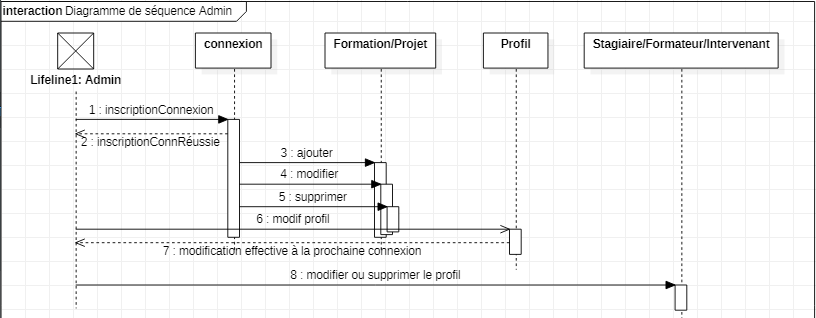 interaction Diagramme de séquence Admin
connexion
Formation/Projet
Profil
Stagiaire/Formateur/Intervenant
Lifeline1: Admin
1 : inscriptionConnexion
2 : inscriptionConnRéussie
3 : ajouter
4 : modifier
5 : supprimer
6 : modif profil
7 : modification effective à la prochaine connexion
8 : modifier ou supprimer le profil